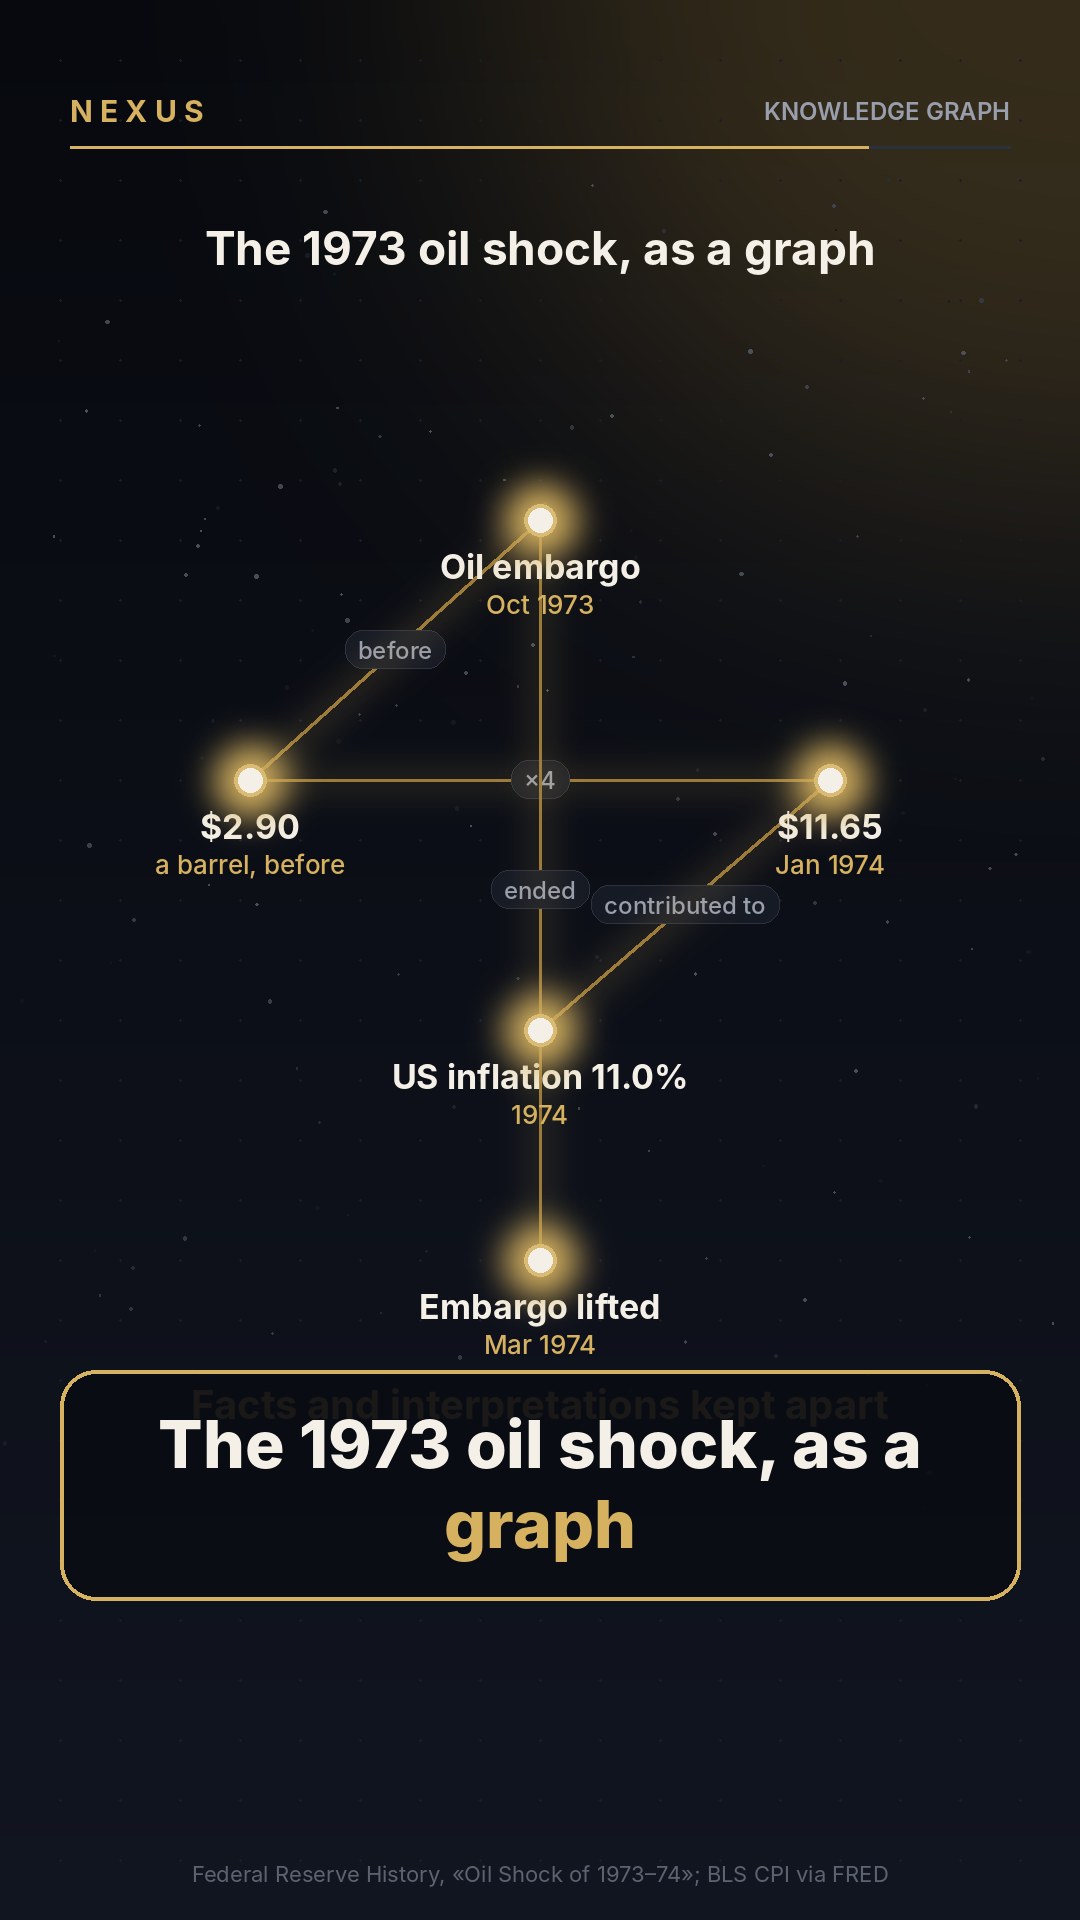 NEXUS
KNOWLEDGE GRAPH
The 1973 oil shock, as a graph
Oil embargo
Oct 1973
before
×4
$2.90
a barrel, before
$11.65
Jan 1974
ended
contributed to
US inflation 11.0%
1974
Embargo lifted
Mar 1974
Facts and interpretations kept apart
The 1973 oil shock, as a
graph
Federal Reserve History, «Oil Shock of 1973–74»; BLS CPI via FRED